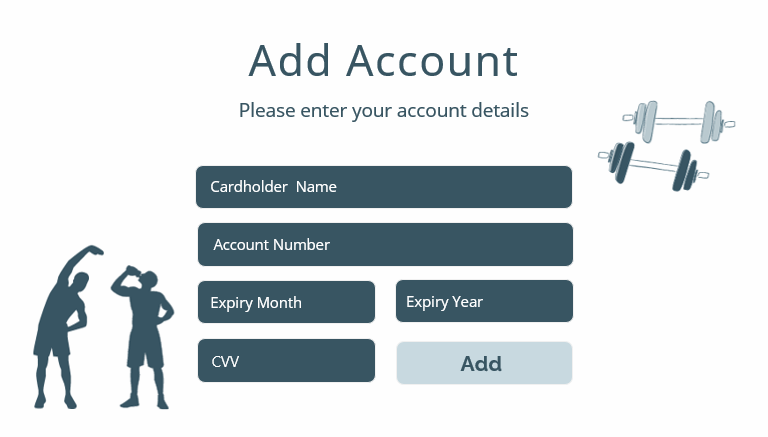 Add Account
Please enter your account details
Cardholder  Name
Account Number
Expiry Month
Expiry Year
CVV
Add